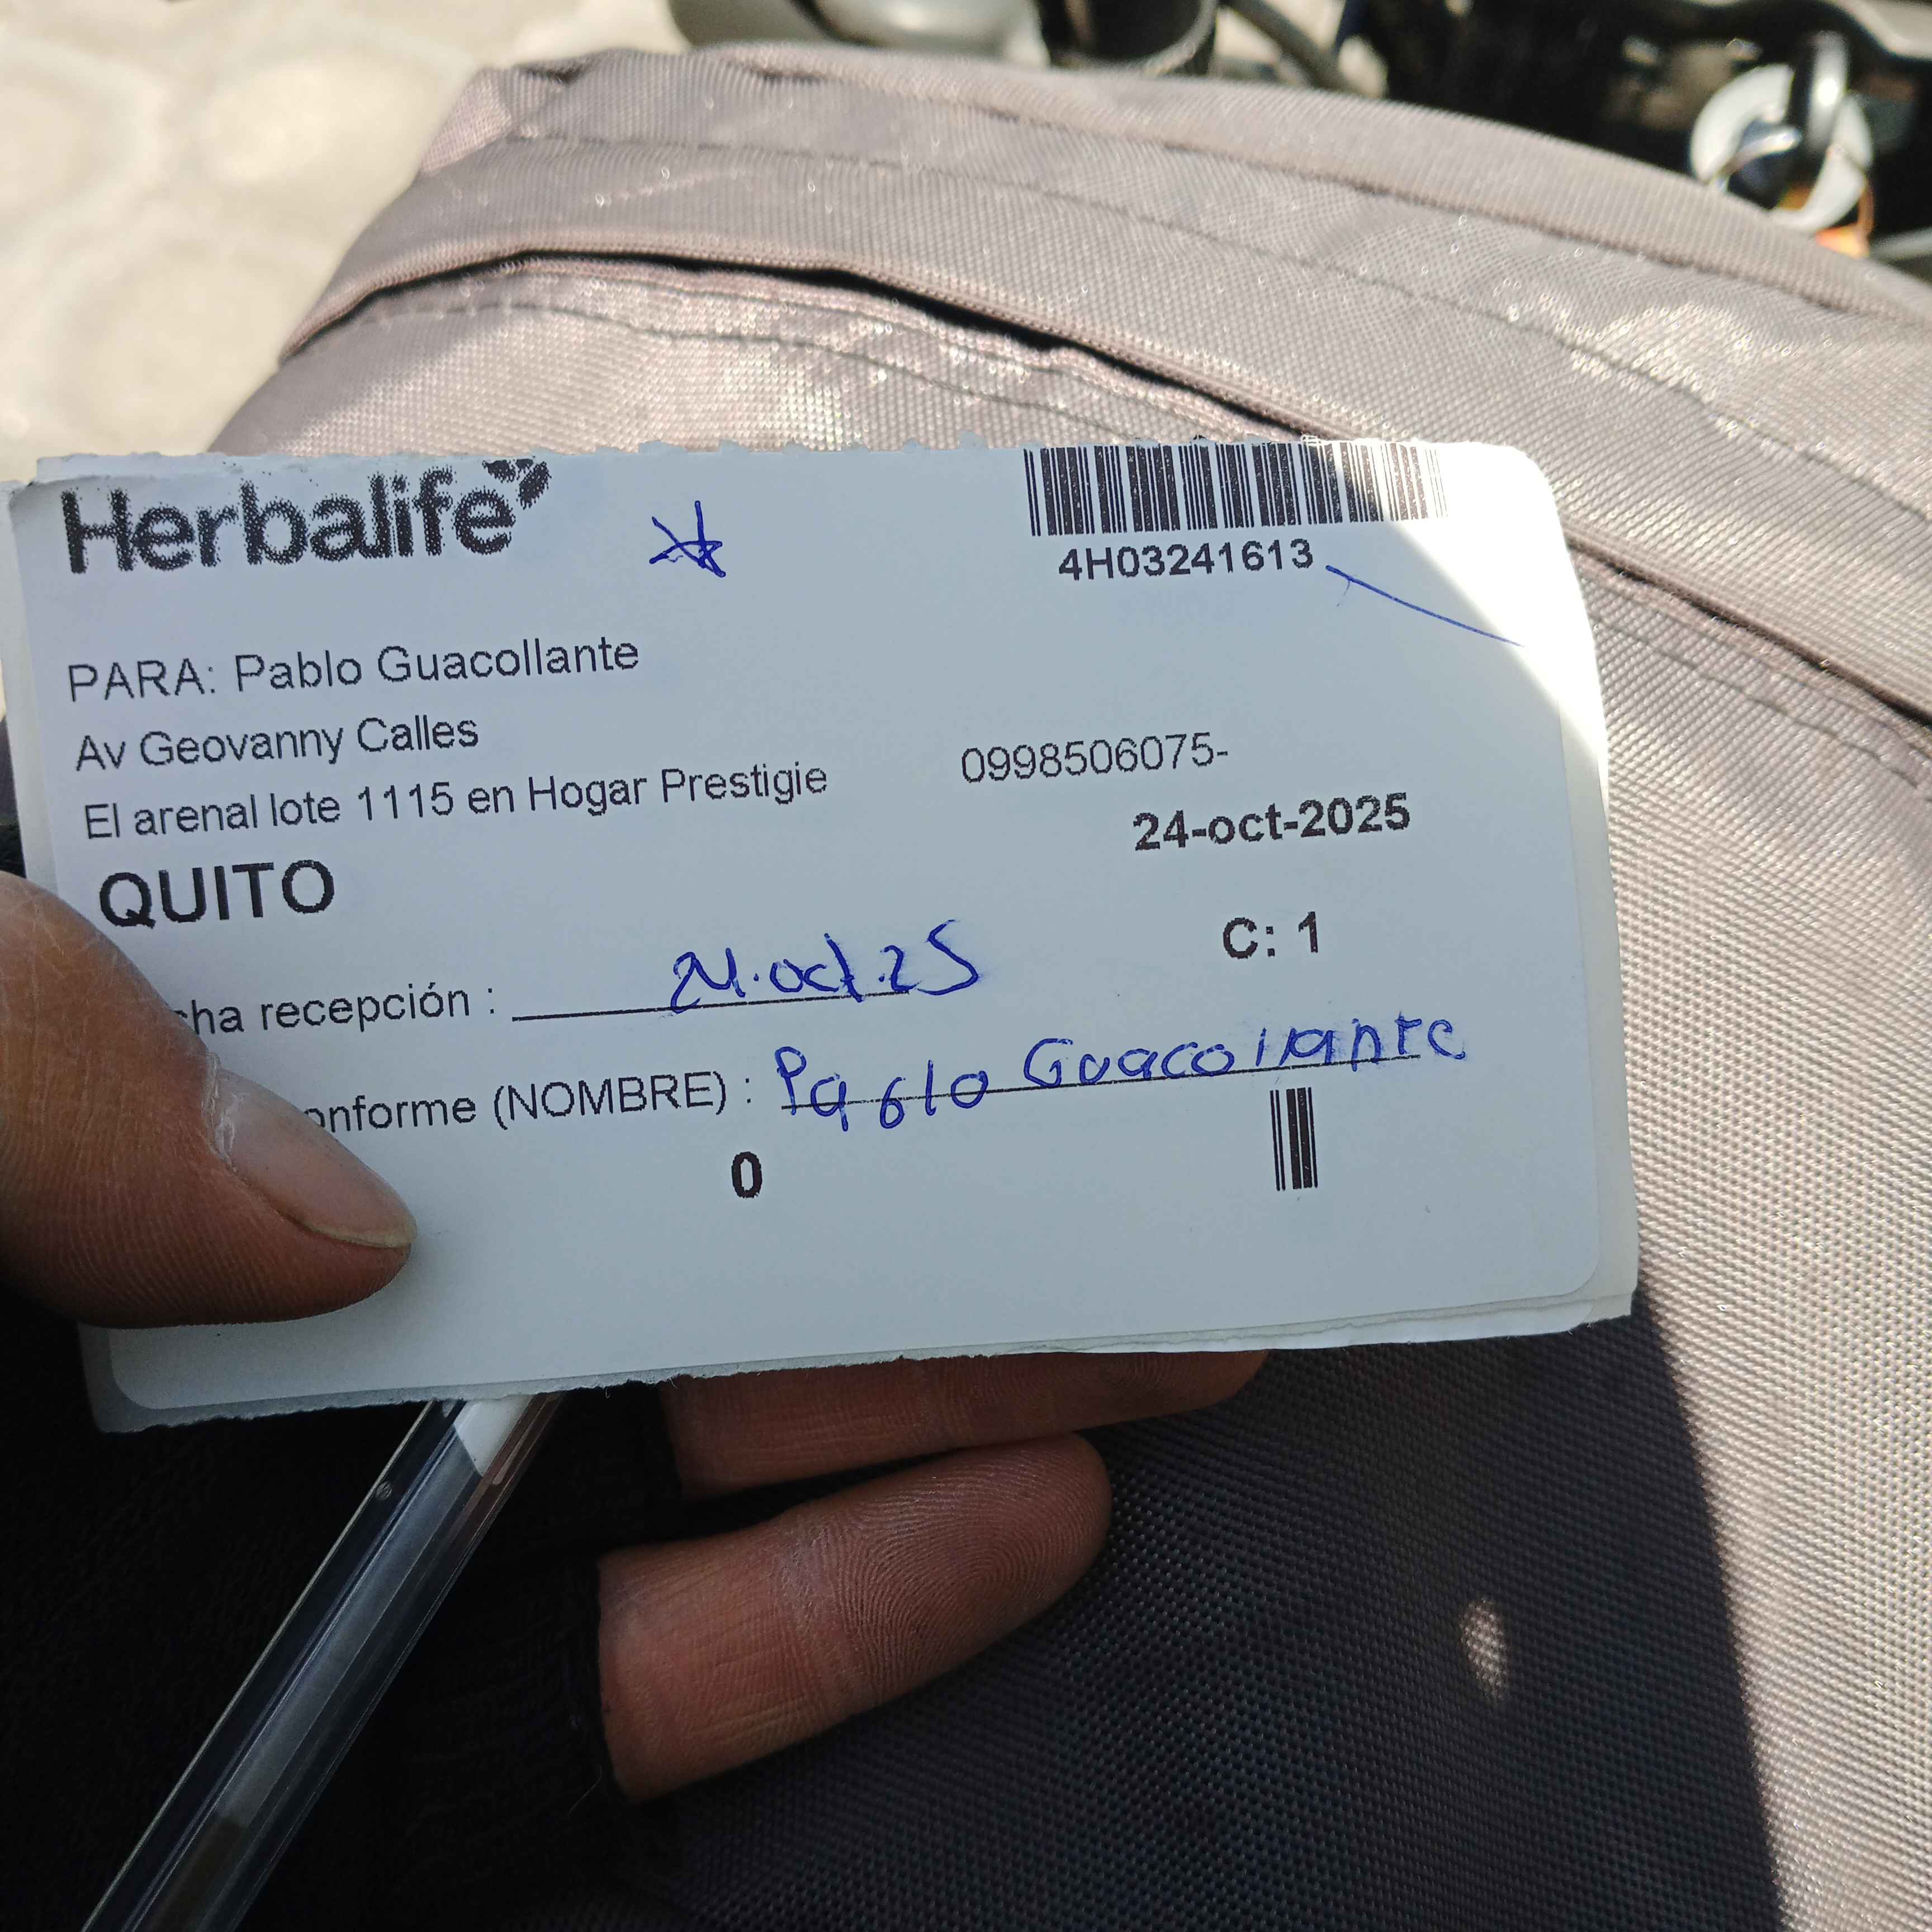 Herbalife
4H03241613
PARA: Pablo Guacollante
Av Geovanny Calles
El arenal lote 1115 en Hogar Prestigie
0998506075-
24-oct-2025
QUITO
C: 1
cha recepción : 24.oct.25
onforme (NOMBRE) : Pablo Guacollante
0